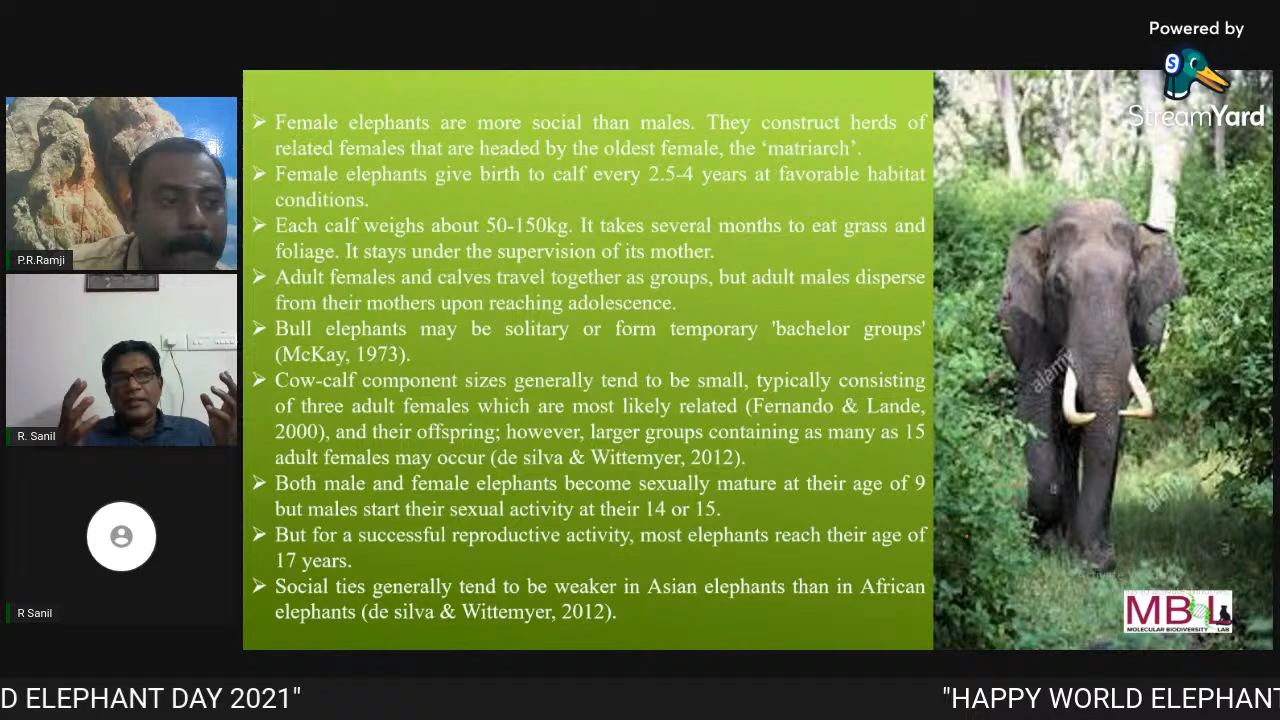 Powered by
StreamYard
➢ Female elephants are more social than males. They construct herds of
related females that are headed by the oldest female, the ‘matriarch’.
➢ Female elephants give birth to calf every 2.5-4 years at favorable habitat
conditions.
➢ Each calf weighs about 50-150kg. It takes several months to eat grass and
foliage. It stays under the supervision of its mother.
➢ Adult females and calves travel together as groups, but adult males disperse
from their mothers upon reaching adolescence.
➢ Bull elephants may be solitary or form temporary 'bachelor groups'
(McKay, 1973).
➢ Cow-calf component sizes generally tend to be small, typically consisting
of three adult females which are most likely related (Fernando & Lande,
2000), and their offspring; however, larger groups containing as many as 15
adult females may occur (de silva & Wittemyer, 2012).
➢ Both male and female elephants become sexually mature at their age of 9
but males start their sexual activity at their 14 or 15.
➢ But for a successful reproductive activity, most elephants reach their age of
17 years.
➢ Social ties generally tend to be weaker in Asian elephants than in African
elephants (de silva & Wittemyer, 2012).
P.R.Ramji
R. Sanil
R Sanil
alamy
MBL
MOLECULAR BIODIVERSITY LAB
D ELEPHANT DAY 2021"
"HAPPY WORLD ELEPHANT